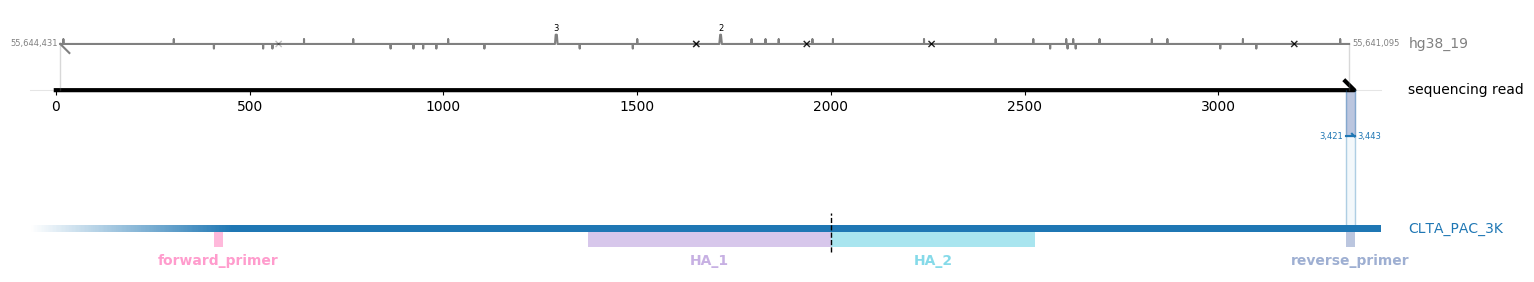 3 2
55,644,431 55,641,095 hg38_19
sequencing read
0 500 1000 1500 2000 2500 3000
3,421 3,443
CLTA_PAC_3K
forward_primer HA_1 HA_2 reverse_primer